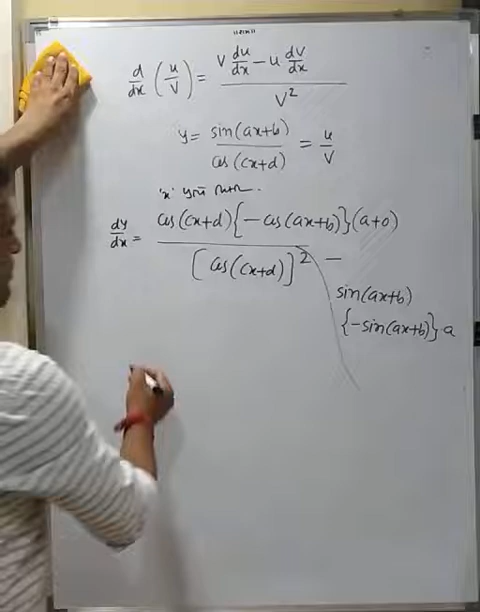 d/dx (u/v) = (v du/dx - u dv/dx) / v²
y = sin(ax+b) / cos(cx+d) = u/v
'x'
dy/dx = cos(cx+d){-cos(ax+b)}(a+0) / [cos(cx+d)]² -
sin(ax+b)
{-sin(ax+b)}a